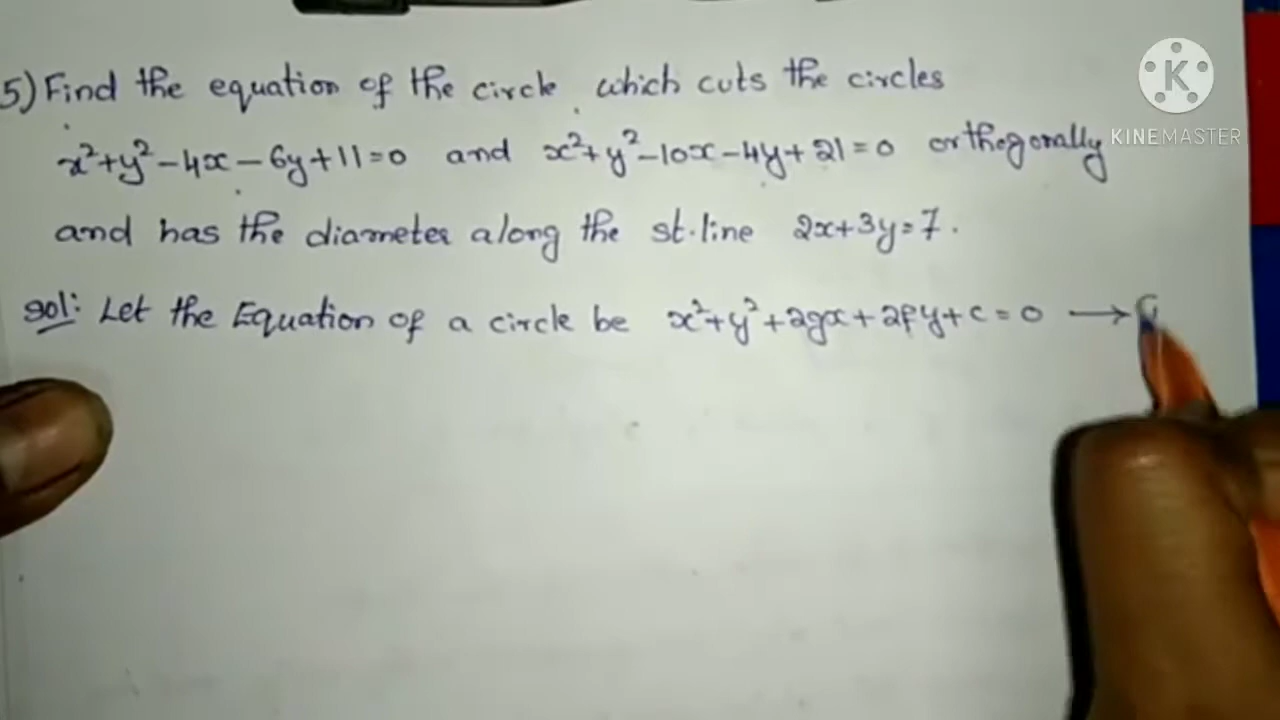 5) Find the equation of the circle which cuts the circles
x²+y²-4x-6y+11=0 and x²+y²-10x-4y+21=0 orthogonally
and has the diameter along the st.line 2x+3y=7.
Sol: Let the Equation of a circle be x²+y²+2gx+2fy+c=0 →
K
KINEMASTER